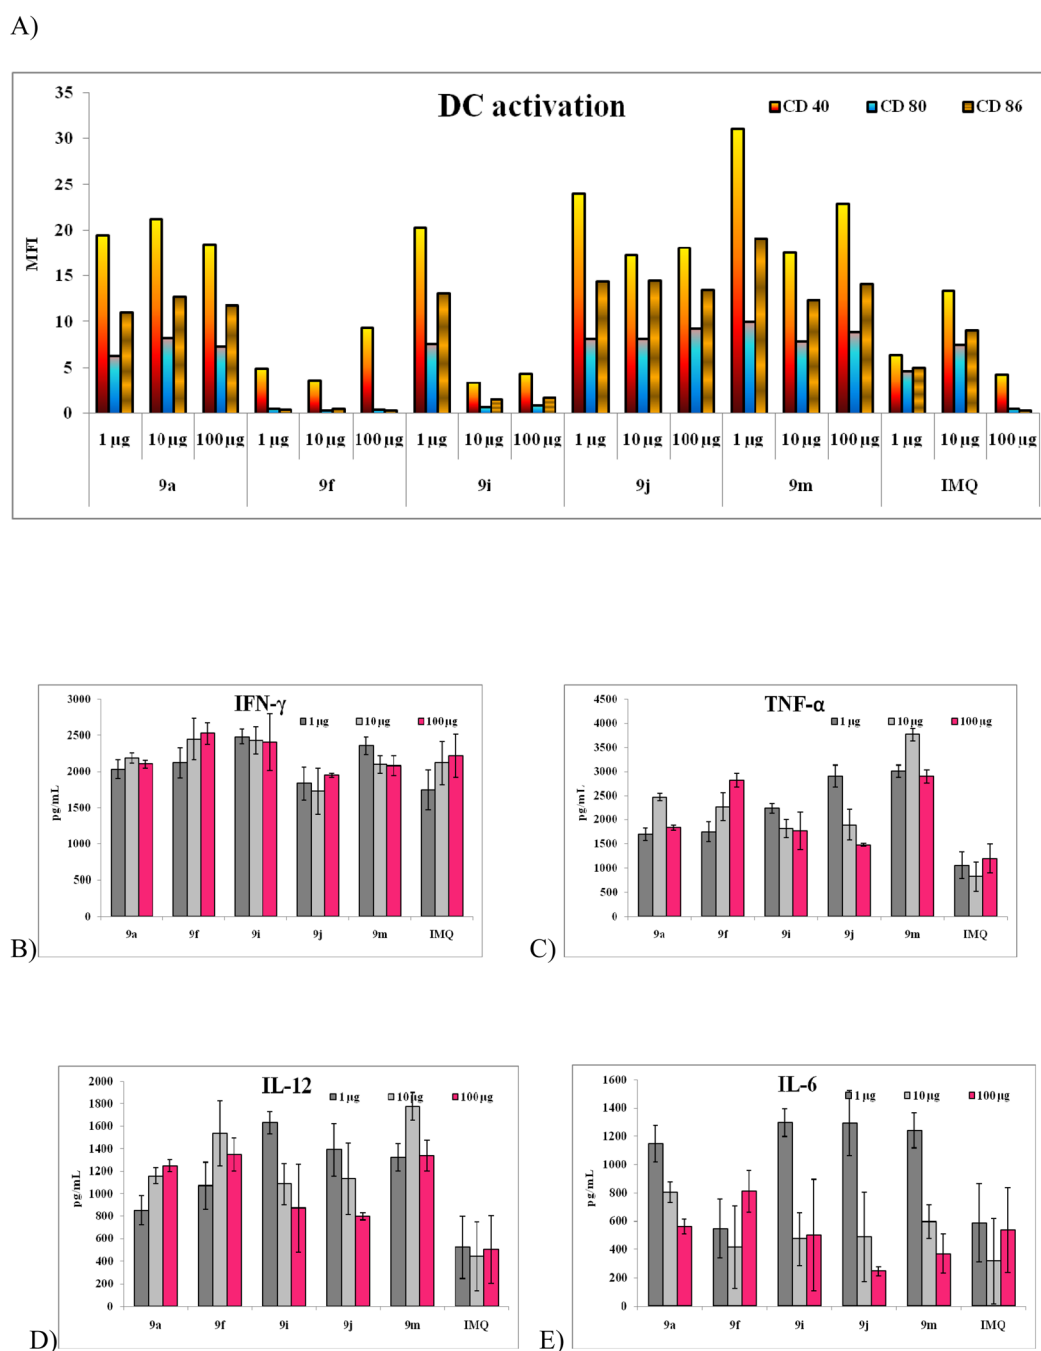 A)
DC activation
CD 40 CD 80 CD 86
MFI
35
30
25
20
15
10
5
0
1 µg 10 µg 100 µg 1 µg 10 µg 100 µg 1 µg 10 µg 100 µg 1 µg 10 µg 100 µg 1 µg 10 µg 100 µg 1 µg 10 µg 100 µg
9a 9f 9i 9j 9m IMQ
B)
IFN-γ
1 µg 10 µg 100 µg
pg/mL
3000
2500
2000
1500
1000
500
0
9a 9f 9i 9j 9m IMQ
C)
TNF-α
1 µg 10 µg 100 µg
pg/mL
4500
4000
3500
3000
2500
2000
1500
1000
500
0
9a 9f 9i 9j 9m IMQ
D)
IL-12
1 µg 10 µg 100 µg
pg/mL
2000
1800
1600
1400
1200
1000
800
600
400
200
0
9a 9f 9i 9j 9m IMQ
E)
IL-6
1 µg 10 µg 100 µg
pg/mL
1600
1400
1200
1000
800
600
400
200
0
9a 9f 9i 9j 9m IMQ